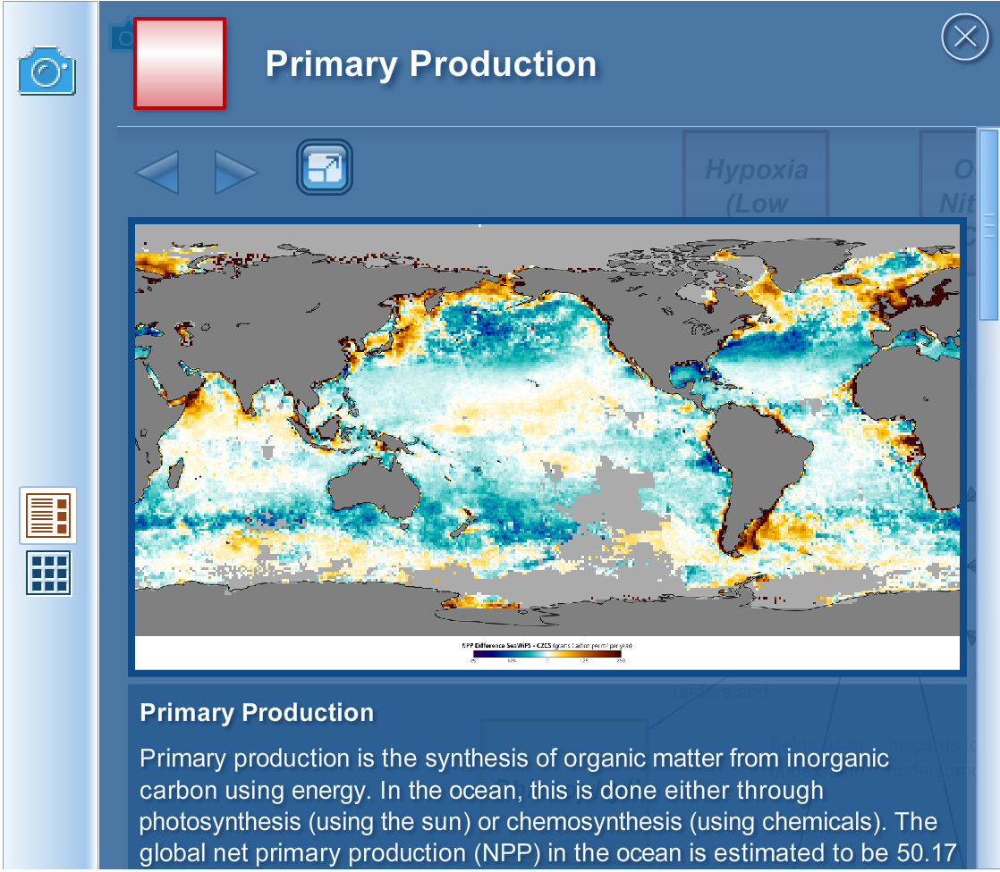 Primary Production
Hypoxia
(Low
O
Nit
C
NPP Difference SeaWiFS - CZCS (grams Carbon per m² per year)
-250 -125 0 125 250
understand
Primary Production
Primary production is the synthesis of organic matter from inorganic
carbon using energy. In the ocean, this is done either through
photosynthesis (using the sun) or chemosynthesis (using chemicals). The
global net primary production (NPP) in the ocean is estimated to be 50.17